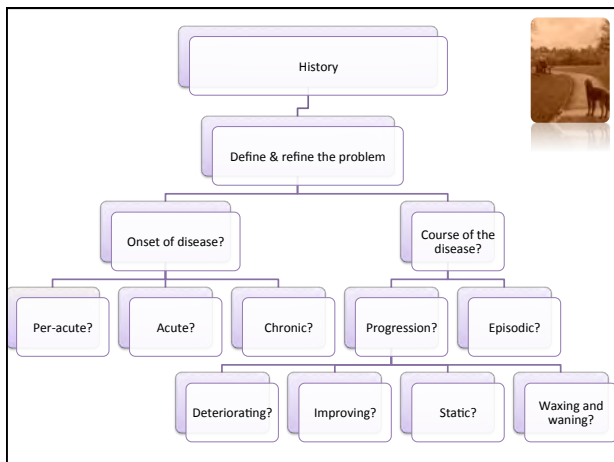 History
Define & refine the problem
Onset of disease?
Course of the
disease?
Per-acute?
Acute?
Chronic?
Progression?
Episodic?
Deteriorating?
Improving?
Static?
Waxing and
waning?